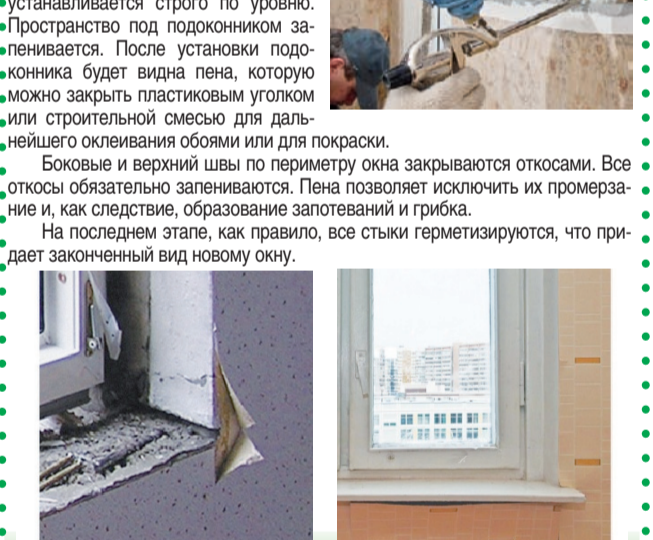 устанавливается строго по уровню.
Пространство под подоконником за-
пенивается. После установки подо-
конника будет видна пена, которую
можно закрыть пластиковым уголком
или строительной смесью для даль-
нейшего оклеивания обоями или для покраски.
Боковые и верхний швы по периметру окна закрываются откосами. Все
откосы обязательно запениваются. Пена позволяет исключить их промерза-
ние и, как следствие, образование запотеваний и грибка.
На последнем этапе, как правило, все стыки герметизируются, что при-
дает законченный вид новому окну.